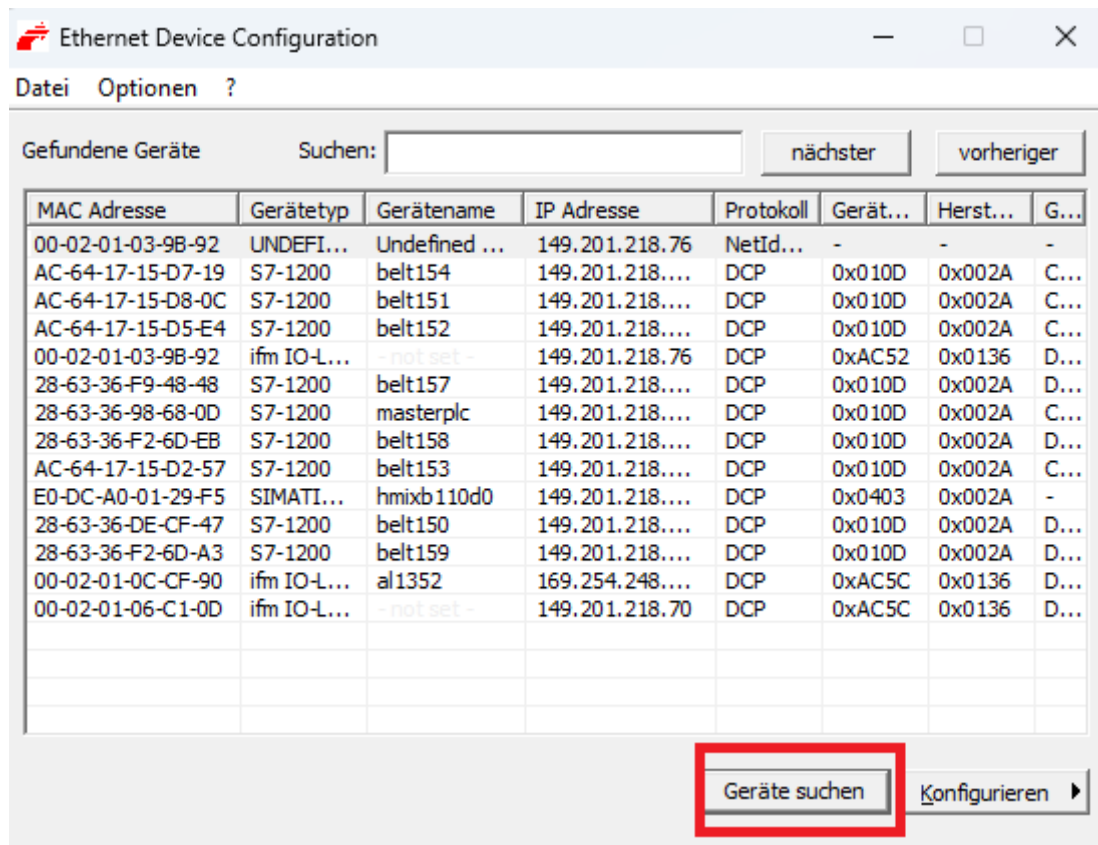 Ethernet Device Configuration
Datei Optionen ?
Gefundene Geräte Suchen: nächster vorheriger
MAC Adresse Gerätetyp Gerätename IP Adresse Protokoll Gerät... Herst... G...
00-02-01-03-9B-92 UNDEFI... Undefined ... 149.201.218.76 NetId... - - -
AC-64-17-15-D7-19 S7-1200 belt154 149.201.218.... DCP 0x010D 0x002A C...
AC-64-17-15-D8-0C S7-1200 belt151 149.201.218.... DCP 0x010D 0x002A C...
AC-64-17-15-D5-E4 S7-1200 belt152 149.201.218.... DCP 0x010D 0x002A C...
00-02-01-03-9B-92 ifm IO-L... - not set - 149.201.218.76 DCP 0xAC52 0x0136 D...
28-63-36-F9-48-48 S7-1200 belt157 149.201.218.... DCP 0x010D 0x002A D...
28-63-36-98-68-0D S7-1200 masterplc 149.201.218.... DCP 0x010D 0x002A C...
28-63-36-F2-6D-EB S7-1200 belt158 149.201.218.... DCP 0x010D 0x002A D...
AC-64-17-15-D2-57 S7-1200 belt153 149.201.218.... DCP 0x010D 0x002A C...
E0-DC-A0-01-29-F5 SIMATI... hmixb110d0 149.201.218.... DCP 0x0403 0x002A -
28-63-36-DE-CF-47 S7-1200 belt150 149.201.218.... DCP 0x010D 0x002A D...
28-63-36-F2-6D-A3 S7-1200 belt159 149.201.218.... DCP 0x010D 0x002A D...
00-02-01-0C-CF-90 ifm IO-L... al1352 169.254.248.... DCP 0xAC5C 0x0136 D...
00-02-01-06-C1-0D ifm IO-L... - not set - 149.201.218.70 DCP 0xAC5C 0x0136 D...
Geräte suchen Konfigurieren